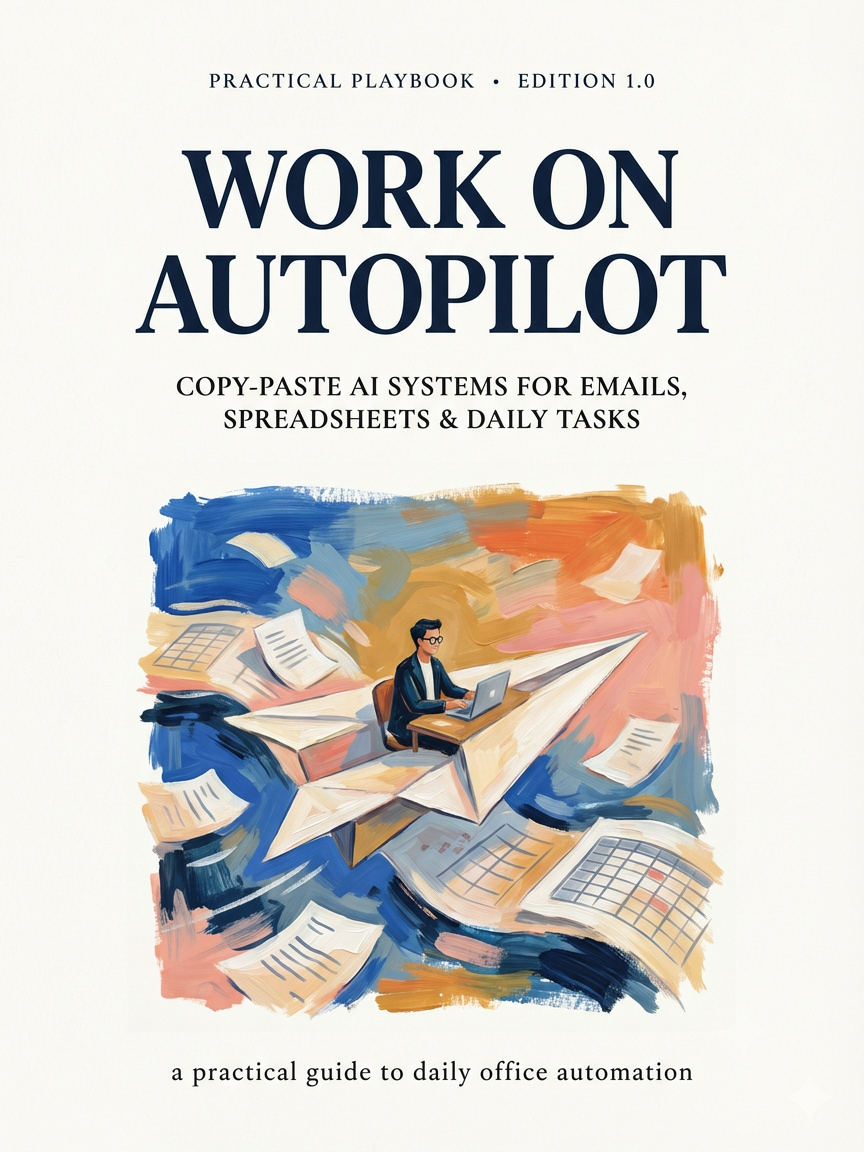 PRACTICAL PLAYBOOK • EDITION 1.0
WORK ON
AUTOPILOT
COPY-PASTE AI SYSTEMS FOR EMAILS,
SPREADSHEETS & DAILY TASKS
a practical guide to daily office automation